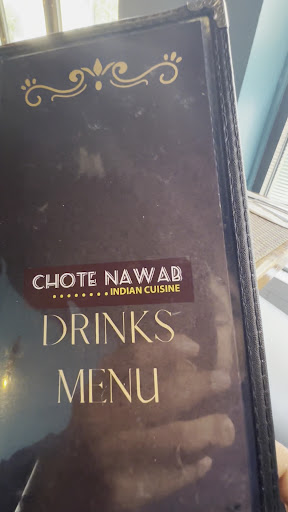 CHOTE NAWAB
INDIAN CUISINE
DRINKS
MENU